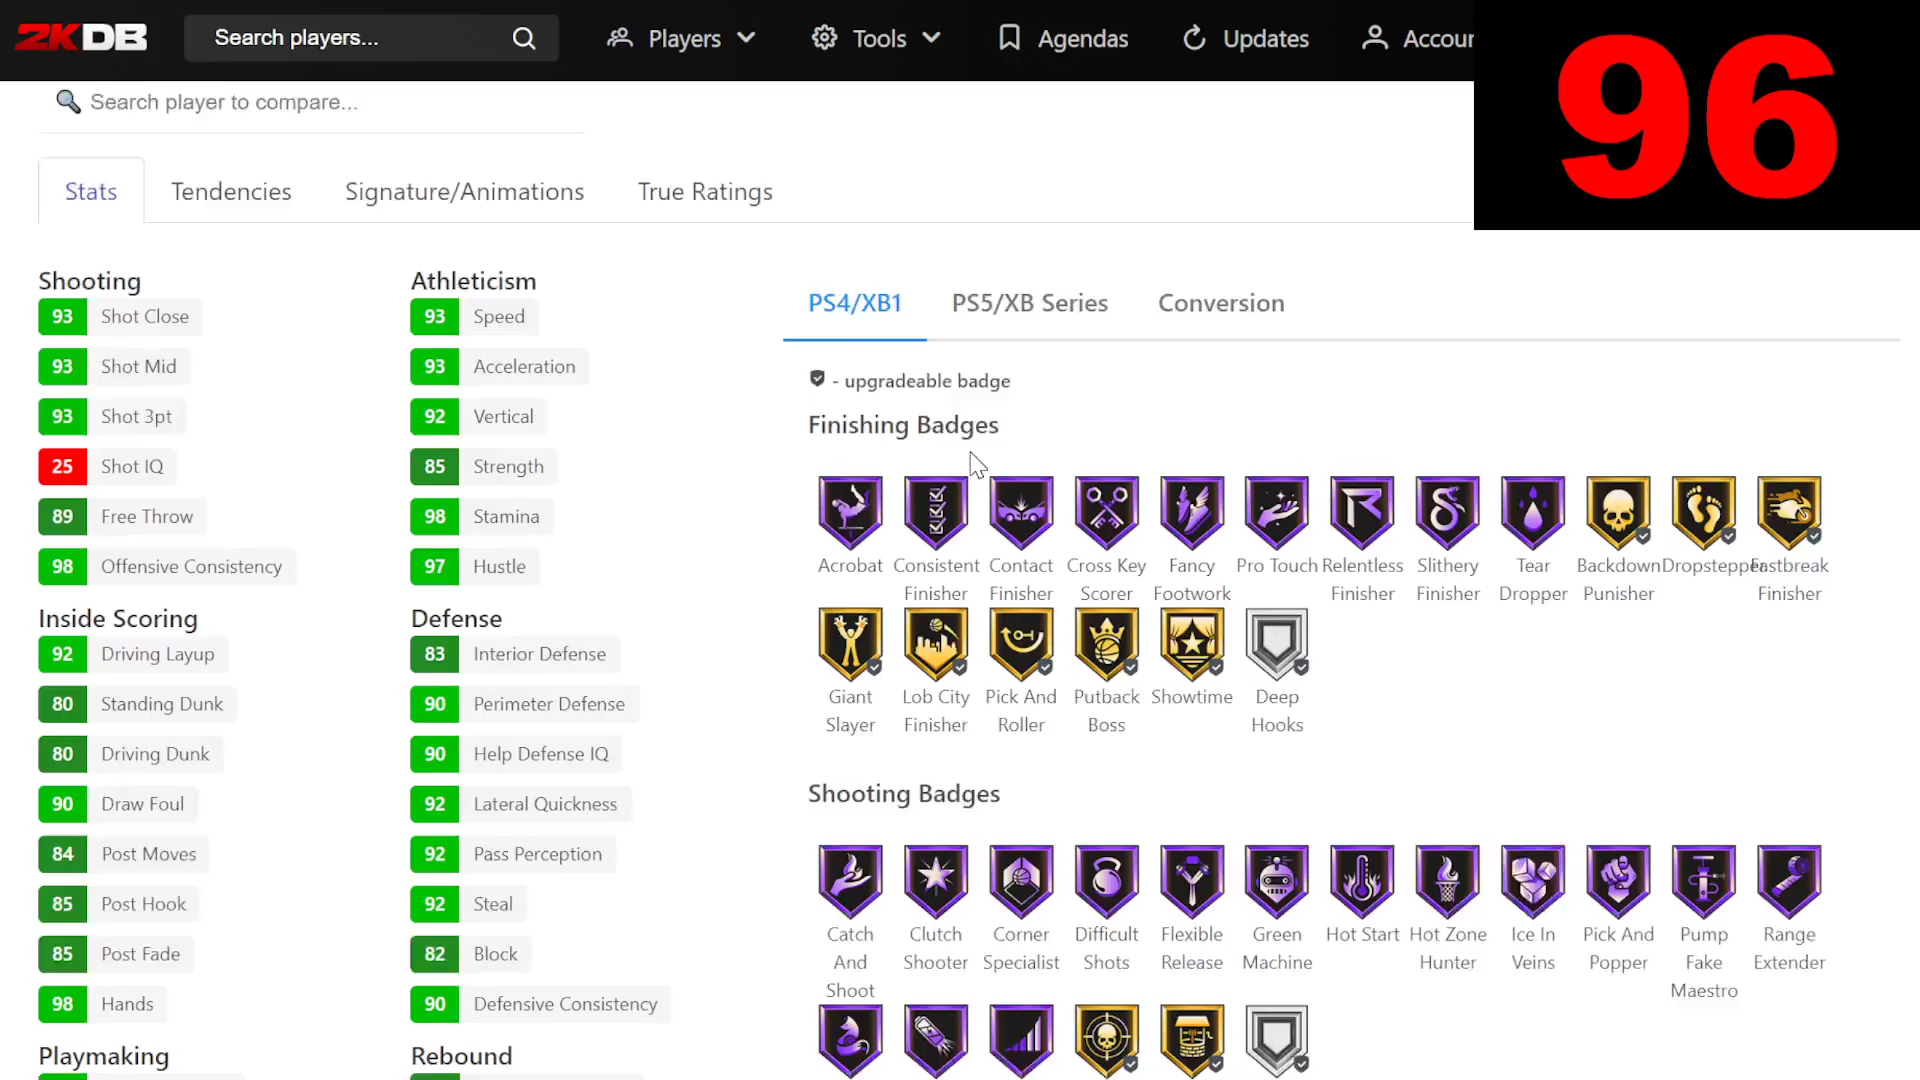 2KDB
Search players...
Players
Tools
Agendas
Updates
Accoun
96
Search player to compare...
Stats
Tendencies
Signature/Animations
True Ratings
Shooting
93 Shot Close
93 Shot Mid
93 Shot 3pt
25 Shot IQ
89 Free Throw
98 Offensive Consistency
Inside Scoring
92 Driving Layup
80 Standing Dunk
80 Driving Dunk
90 Draw Foul
84 Post Moves
85 Post Hook
85 Post Fade
98 Hands
Playmaking
Athleticism
93 Speed
93 Acceleration
92 Vertical
85 Strength
98 Stamina
97 Hustle
Defense
83 Interior Defense
90 Perimeter Defense
90 Help Defense IQ
92 Lateral Quickness
92 Pass Perception
92 Steal
82 Block
90 Defensive Consistency
Rebound
PS4/XB1
PS5/XB Series
Conversion
- upgradeable badge
Finishing Badges
Acrobat
Consistent
Finisher
Contact
Finisher
Cross Key
Scorer
Fancy
Footwork
Pro Touch
Relentless
Finisher
Slithery
Finisher
Tear
Dropper
Backdown
Punisher
Dropstepper
Fastbreak
Finisher
Giant
Slayer
Lob City
Finisher
Pick And
Roller
Putback
Boss
Showtime
Deep
Hooks
Shooting Badges
Catch
And
Shoot
Clutch
Shooter
Corner
Specialist
Difficult
Shots
Flexible
Release
Green
Machine
Hot Start
Hot Zone
Hunter
Ice In
Veins
Pick And
Popper
Pump
Fake
Maestro
Range
Extender